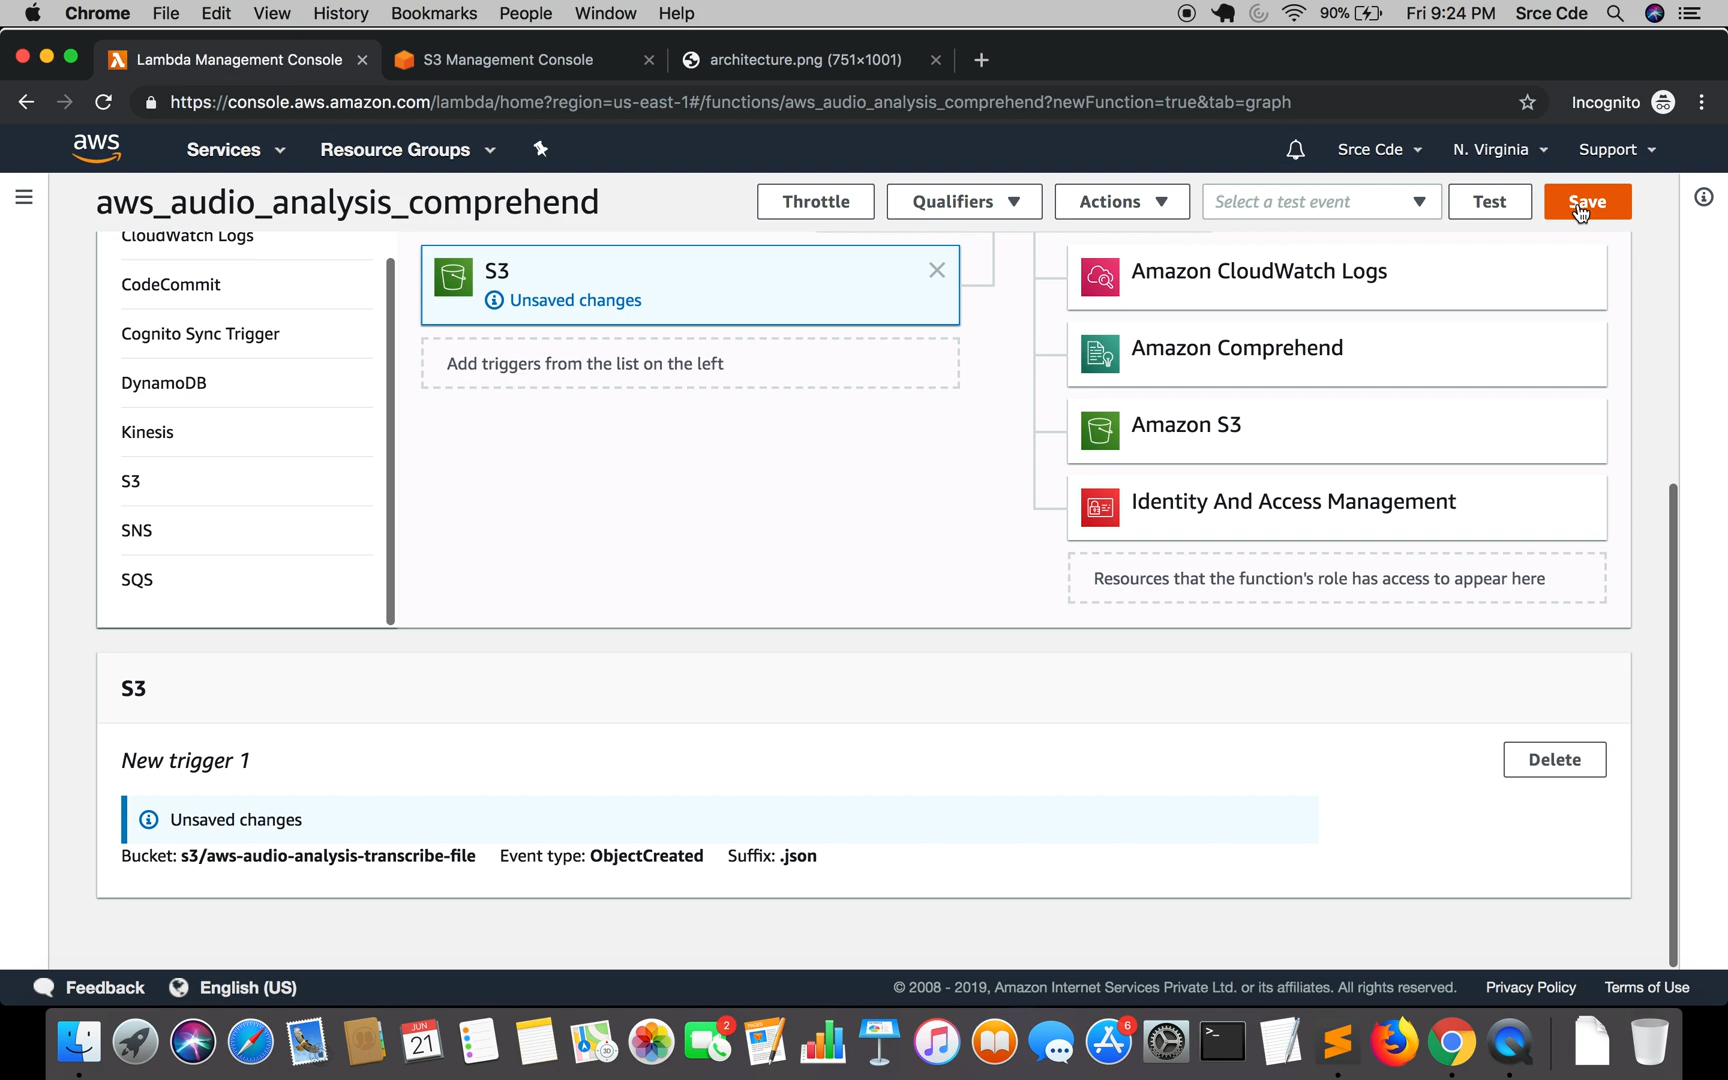 Chrome File Edit View History Bookmarks People Window Help 90% Fri 9:24 PM Srce Cde
Lambda Management Console S3 Management Console architecture.png (751×1001)
https://console.aws.amazon.com/lambda/home?region=us-east-1#/functions/aws_audio_analysis_comprehend?newFunction=true&tab=graph Incognito
aws Services Resource Groups Srce Cde N. Virginia Support
aws_audio_analysis_comprehend Throttle Qualifiers Actions Select a test event Test Save
CloudWatch Logs
CodeCommit
Cognito Sync Trigger
DynamoDB
Kinesis
S3
SNS
SQS
S3
Unsaved changes
Add triggers from the list on the left
Amazon CloudWatch Logs
Amazon Comprehend
Amazon S3
Identity And Access Management
Resources that the function's role has access to appear here
S3
New trigger 1 Delete
Unsaved changes
Bucket: s3/aws-audio-analysis-transcribe-file Event type: ObjectCreated Suffix: .json
Feedback English (US) © 2008 - 2019, Amazon Internet Services Private Ltd. or its affiliates. All rights reserved. Privacy Policy Terms of Use
JUN
21
2
6